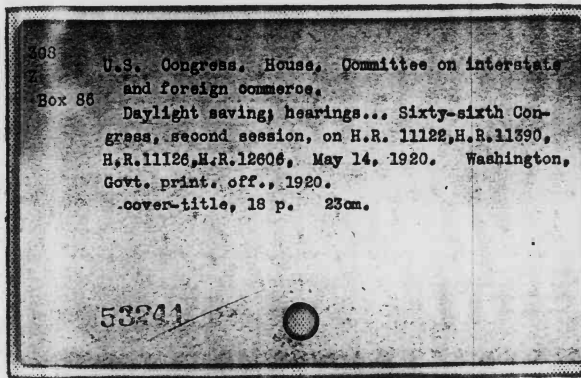 308
Z
Box 86
U.S. Congress. House. Committee on interstate
and foreign commerce.
Daylight saving; hearings... Sixty-sixth Con-
gress, second session, on H.R. 11122,H.R.11390,
H.R.11126,H.R.12606, May 14, 1920. Washington,
Govt. print. off., 1920.
cover-title, 18 p. 23cm.
53241